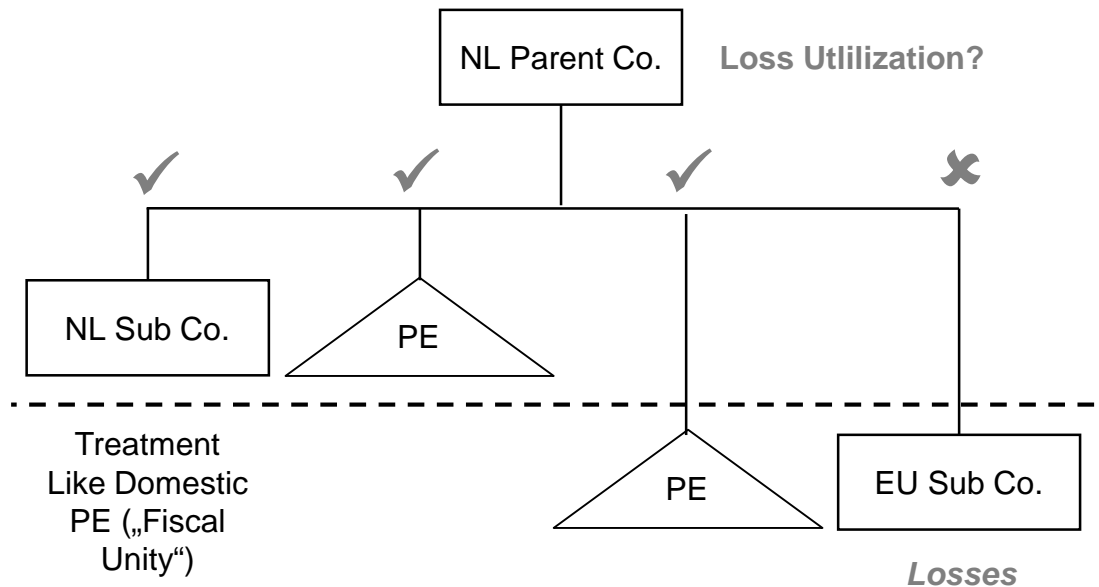 NL Parent Co.
Loss Utlilization?
NL Sub Co.
PE
Treatment
Like Domestic
PE („Fiscal
Unity“)
PE
EU Sub Co.
Losses